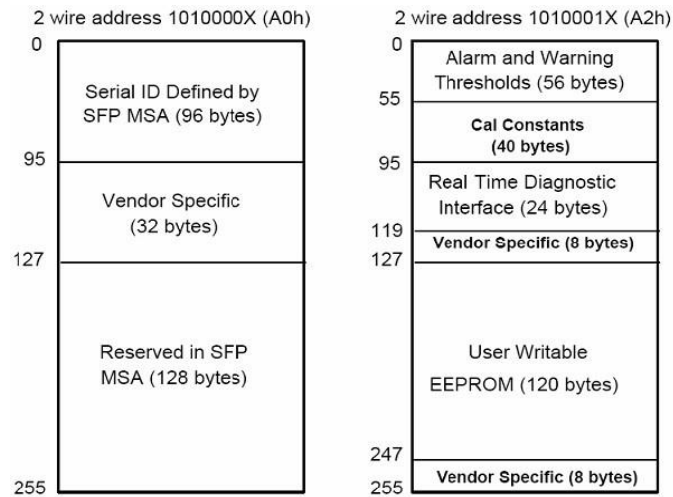 2 wire address 1010000X (A0h)
0
Serial ID Defined by
SFP MSA (96 bytes)
95
Vendor Specific
(32 bytes)
127
Reserved in SFP
MSA (128 bytes)
255
2 wire address 1010001X (A2h)
0
Alarm and Warning
Thresholds (56 bytes)
55
Cal Constants
(40 bytes)
95
Real Time Diagnostic
Interface (24 bytes)
119
Vendor Specific (8 bytes)
127
User Writable
EEPROM (120 bytes)
247
Vendor Specific (8 bytes)
255